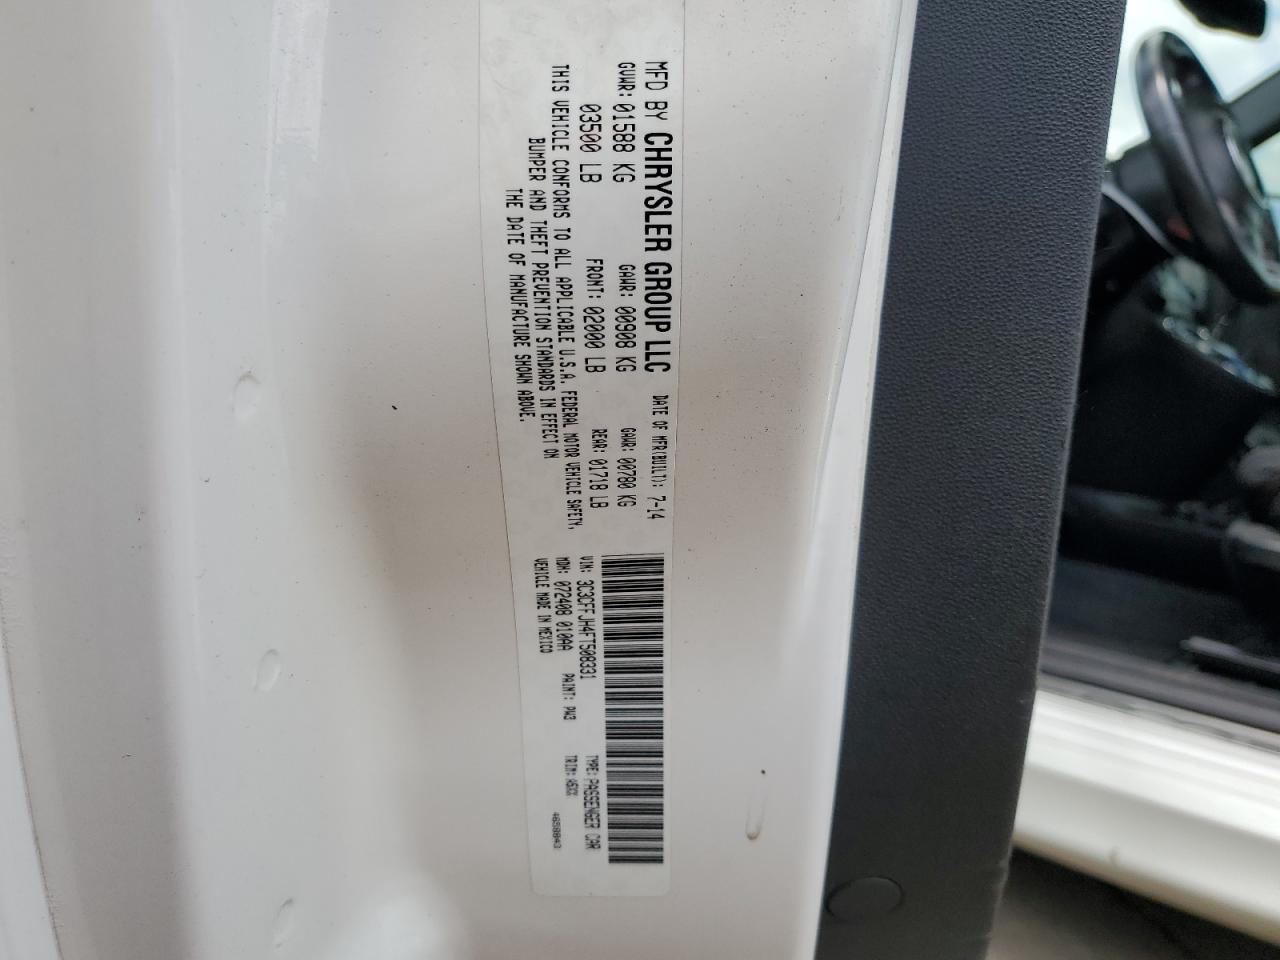 MFD BY CHRYSLER GROUP LLC DATE OF MFR(BUILT): 7-14
GVWR: 01588 KG GAWR: 00908 KG GAWR: 00780 KG
03500 LB FRONT: 02000 LB REAR: 01718 LB
THIS VEHICLE CONFORMS TO ALL APPLICABLE U.S.A. FEDERAL MOTOR VEHICLE SAFETY,
BUMPER AND THEFT PREVENTION STANDARDS IN EFFECT ON
THE DATE OF MANUFACTURE SHOWN ABOVE.
VIN: 3C3CFFJH4FT508331 TYPE: PASSENGER CAR
MDH: 072408 010AA PAINT: PW3 TRIM: A5XX
VEHICLE MADE IN MEXICO